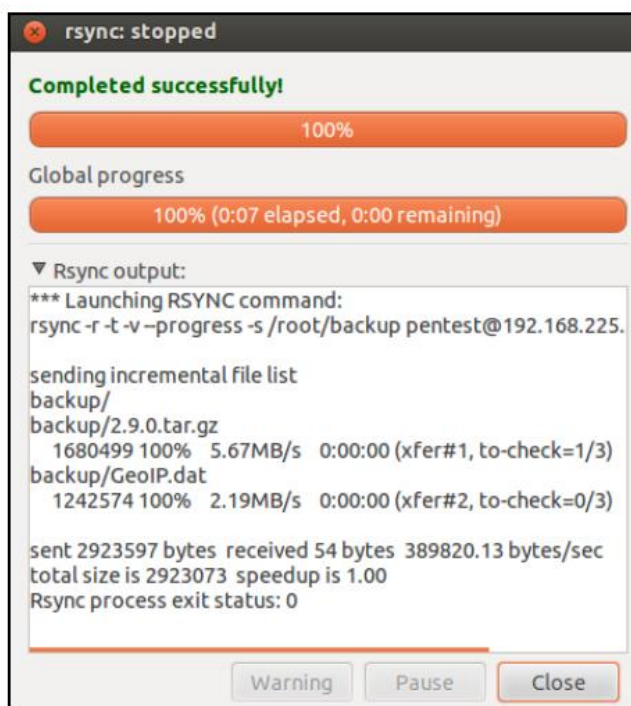 rsync: stopped
Completed successfully!
100%
Global progress
100% (0:07 elapsed, 0:00 remaining)
Rsync output:
*** Launching RSYNC command:
rsync -r -t -v --progress -s /root/backup pentest@192.168.225.
sending incremental file list
backup/
backup/2.9.0.tar.gz
1680499 100% 5.67MB/s 0:00:00 (xfer#1, to-check=1/3)
backup/GeoIP.dat
1242574 100% 2.19MB/s 0:00:00 (xfer#2, to-check=0/3)
sent 2923597 bytes received 54 bytes 389820.13 bytes/sec
total size is 2923073 speedup is 1.00
Rsync process exit status: 0
Warning Pause Close